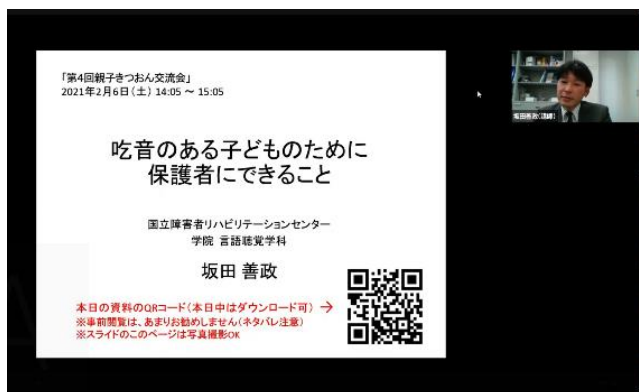 「第4回親子きつおん交流会」
2021年2月6日(土) 14:05 ~ 15:05
吃音のある子どものために
保護者にできること
国立障害者リハビリテーションセンター
学院 言語聴覚学科
坂田 善政
本日の資料のQRコード(本日中はダウンロード可) →
※事前閲覧は、あまりお勧めしません(ネタバレ注意)
※スライドのこのページは写真撮影OK
坂田善政(講師)